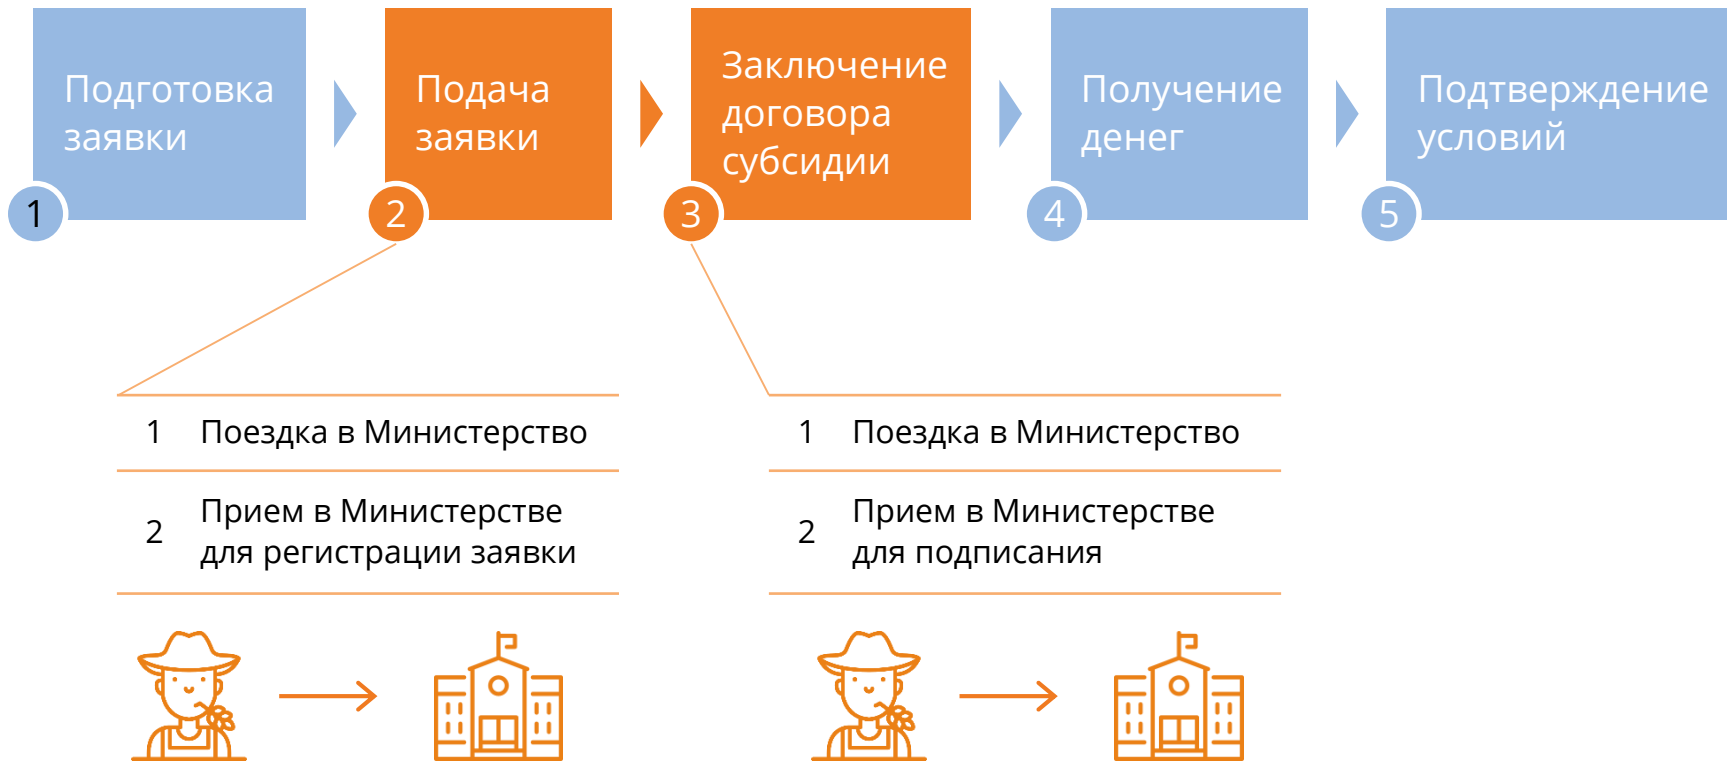 Подготовка
заявки
1
Подача
заявки
2
Заключение
договора
субсидии
3
Получение
денег
4
Подтверждение
условий
5
1 Поездка в Министерство
2 Прием в Министерстве
для регистрации заявки
1 Поездка в Министерство
2 Прием в Министерстве
для подписания